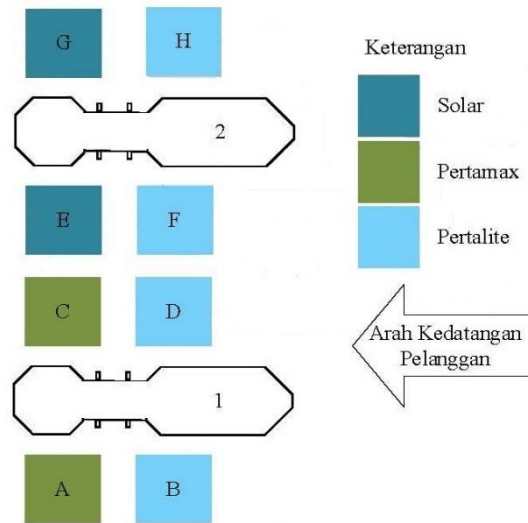 G
H
2
E
F
C
D
1
A
B
Keterangan
Solar
Pertamax
Pertalite
Arah Kedatangan
Pelanggan